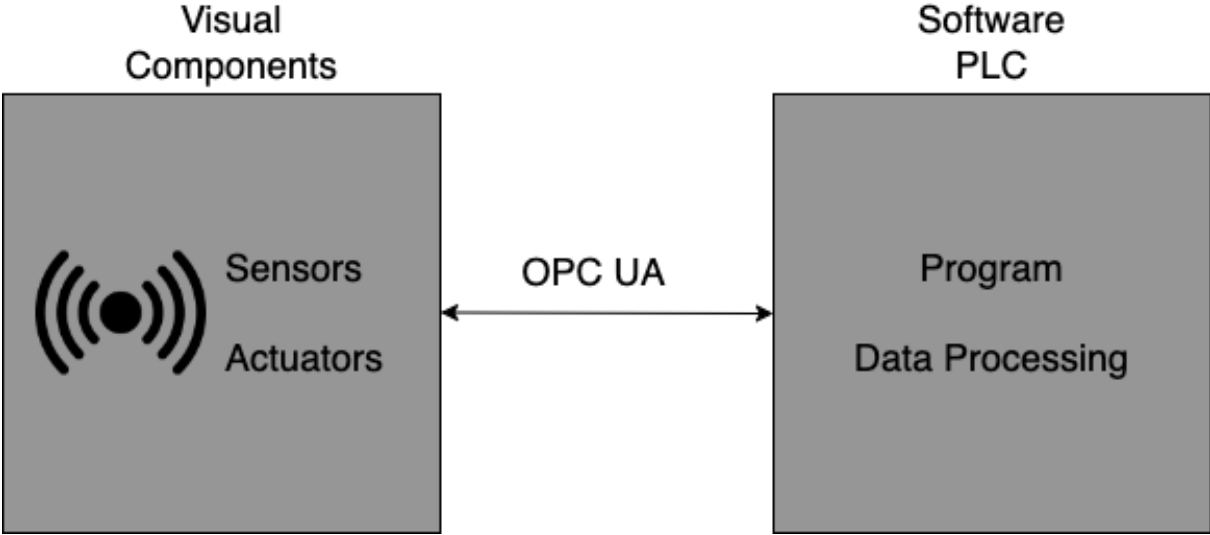 Visual
Components
Software
PLC
Sensors
Actuators
OPC UA
Program
Data Processing